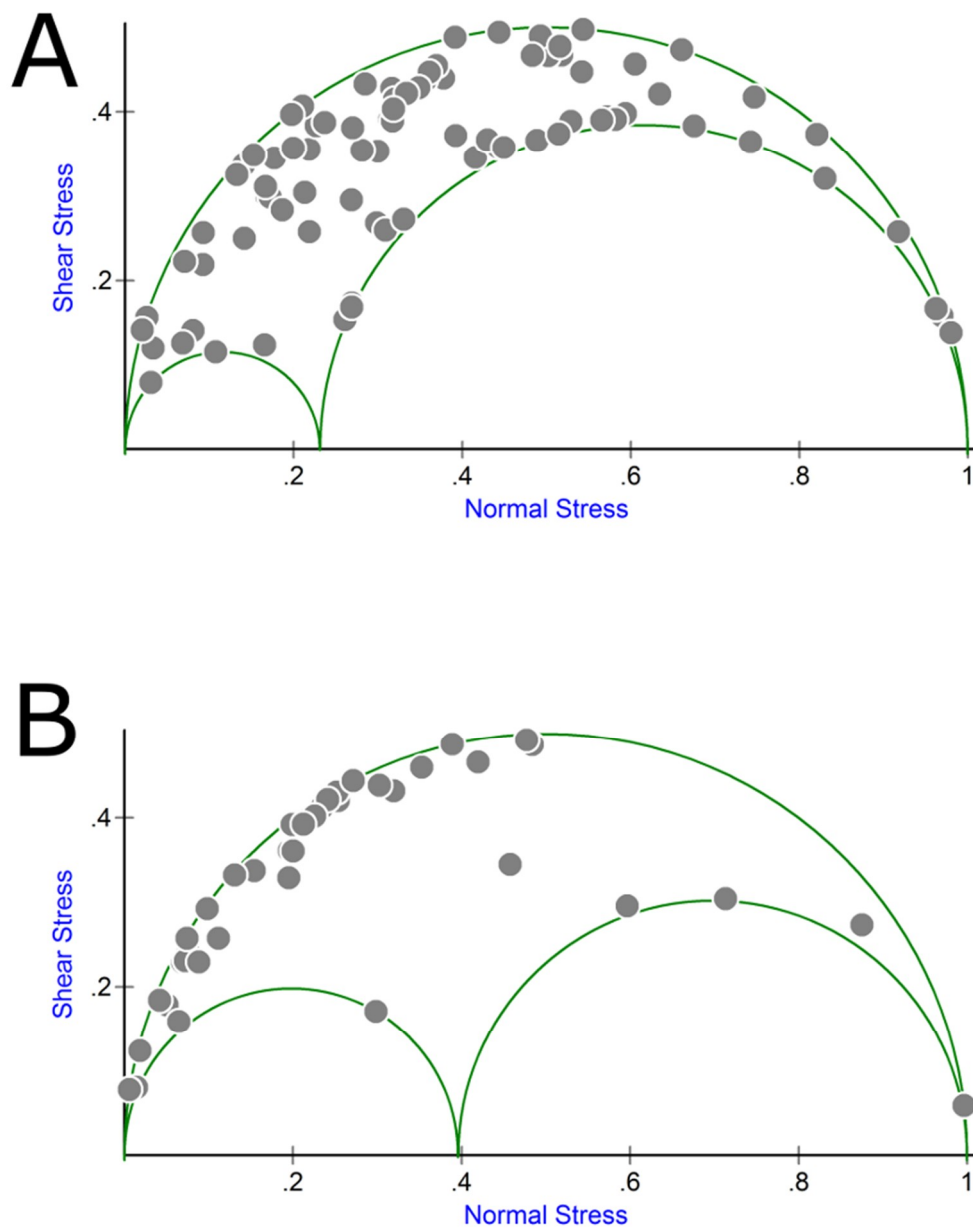 A
Shear Stress
.4
.2
.2 .4 .6 .8 1
Normal Stress
B
Shear Stress
.4
.2
.2 .4 .6 .8 1
Normal Stress